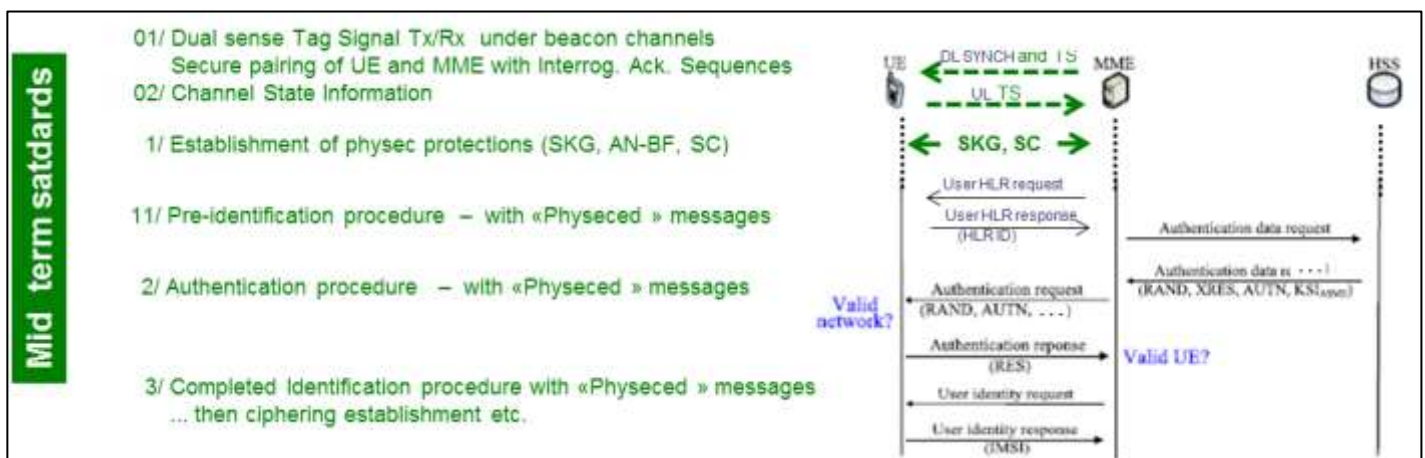 Mid term satdards
01/ Dual sense Tag Signal Tx/Rx under beacon channels
Secure pairing of UE and MME with Interrog. Ack. Sequences
02/ Channel State Information
1/ Establishment of physec protections (SKG, AN-BF, SC)
11/ Pre-identification procedure – with «Physeced » messages
2/ Authentication procedure – with «Physeced » messages
3/ Completed Identification procedure with «Physeced » messages
... then ciphering establishment etc.
UE
DL SYNCH and TS
MME
HSS
UL TS
SKG, SC
User HLR request
User HLR response
(HLR ID)
Authentication data request
Authentication data
(RAND, XRES, AUTN, KSI
Authentication request
(RAND, AUTN, ...)
Valid
network?
Authentication reponse
(RES)
Valid UE?
User identity request
User identity response
(IMSI)